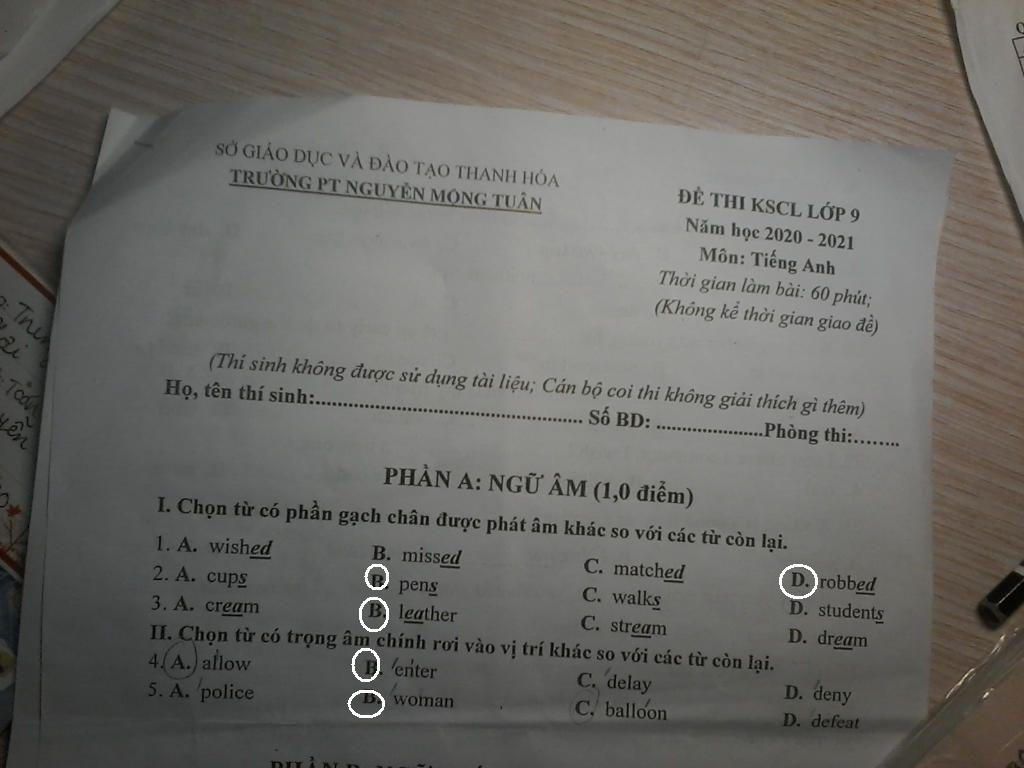 SỞ GIÁO DỤC VÀ ĐÀO TẠO THANH HÓA
TRƯỜNG PT NGUYỄN MỘNG TUÂN
ĐỀ THI KSCL LỚP 9
Năm học 2020 - 2021
Môn: Tiếng Anh
Thời gian làm bài: 60 phút;
(Không kể thời gian giao đề)
(Thí sinh không được sử dụng tài liệu; Cán bộ coi thi không giải thích gì thêm)
Họ, tên thí sinh:................................................ Số BD: ......................Phòng thi:........
PHẦN A: NGỮ ÂM (1,0 điểm)
I. Chọn từ có phần gạch chân được phát âm khác so với các từ còn lại.
1. A. wished B. missed C. matched D. robbed
2. A. cups B. pens C. walks D. students
3. A. cream B. leather C. stream D. dream
II. Chọn từ có trọng âm chính rơi vào vị trí khác so với các từ còn lại.
4. A. allow B. enter C. delay D. deny
5. A. police B. woman C. balloon D. defeat